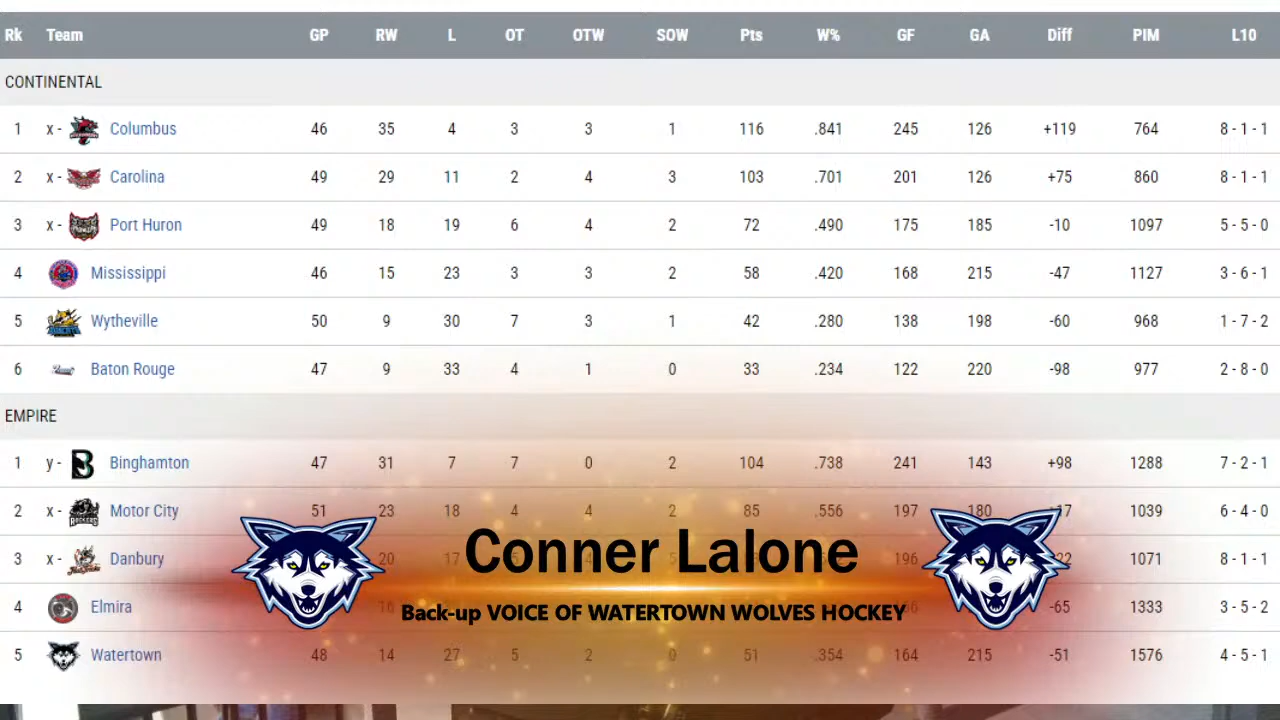 Rk Team GP RW L OT OTW SOW Pts W% GF GA Diff PIM L10
CONTINENTAL
1 x - Columbus 46 35 4 3 3 1 116 .841 245 126 +119 764 8 - 1 - 1
2 x - Carolina 49 29 11 2 4 3 103 .701 201 126 +75 860 8 - 1 - 1
3 x - Port Huron 49 18 19 6 4 2 72 .490 175 185 -10 1097 5 - 5 - 0
4 Mississippi 46 15 23 3 3 2 58 .420 168 215 -47 1127 3 - 6 - 1
5 Wytheville 50 9 30 7 3 1 42 .280 138 198 -60 968 1 - 7 - 2
6 Baton Rouge 47 9 33 4 1 0 33 .234 122 220 -98 977 2 - 8 - 0
EMPIRE
1 y - B Binghamton 47 31 7 7 0 2 104 .738 241 143 +98 1288 7 - 2 - 1
2 x - ROCKERS Motor City 51 23 18 4 4 2 85 .556 197 180 1039 6 - 4 - 0
3 x - Danbury 20 17 196 1071 8 - 1 - 1
Conner Lalone
4 Elmira 16 -65 1333 3 - 5 - 2
Back-up VOICE OF WATERTOWN WOLVES HOCKEY
5 Watertown 48 14 27 5 2 0 51 .354 164 215 -51 1576 4 - 5 - 1